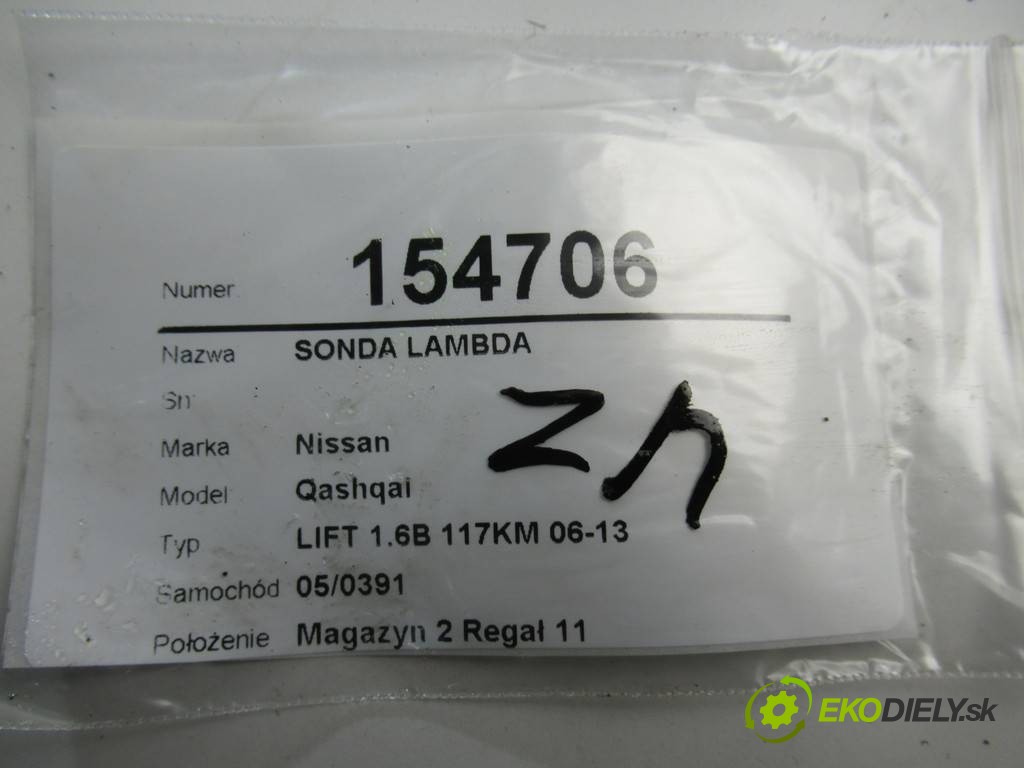 Numer 154706
Nazwa SONDA LAMBDA
Sn
Marka Nissan
Model Qashqai
Typ LIFT 1.6B 117KM 06-13
Samochód 05/0391
Położenie Magazyn 2 Regał 11
EKODIELY.sk